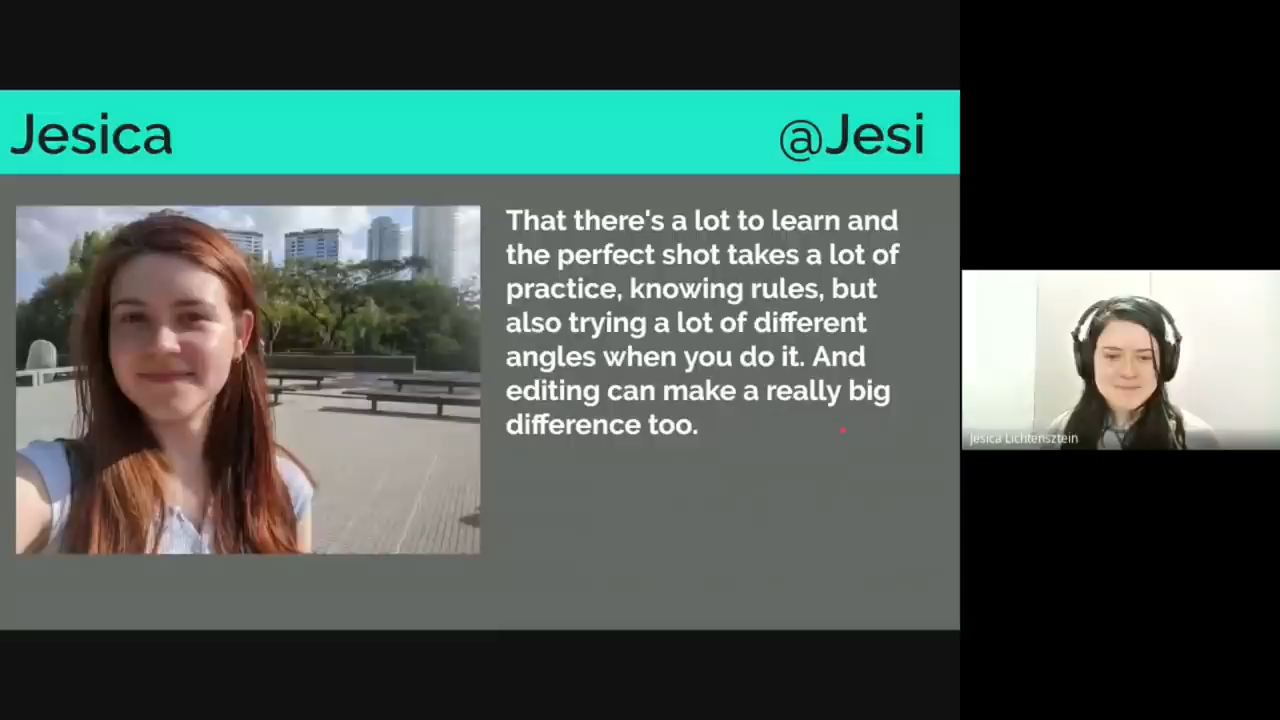 Jesica @Jesi
That there's a lot to learn and
the perfect shot takes a lot of
practice, knowing rules, but
also trying a lot of different
angles when you do it. And
editing can make a really big
difference too.
Jesica Lichtensztein